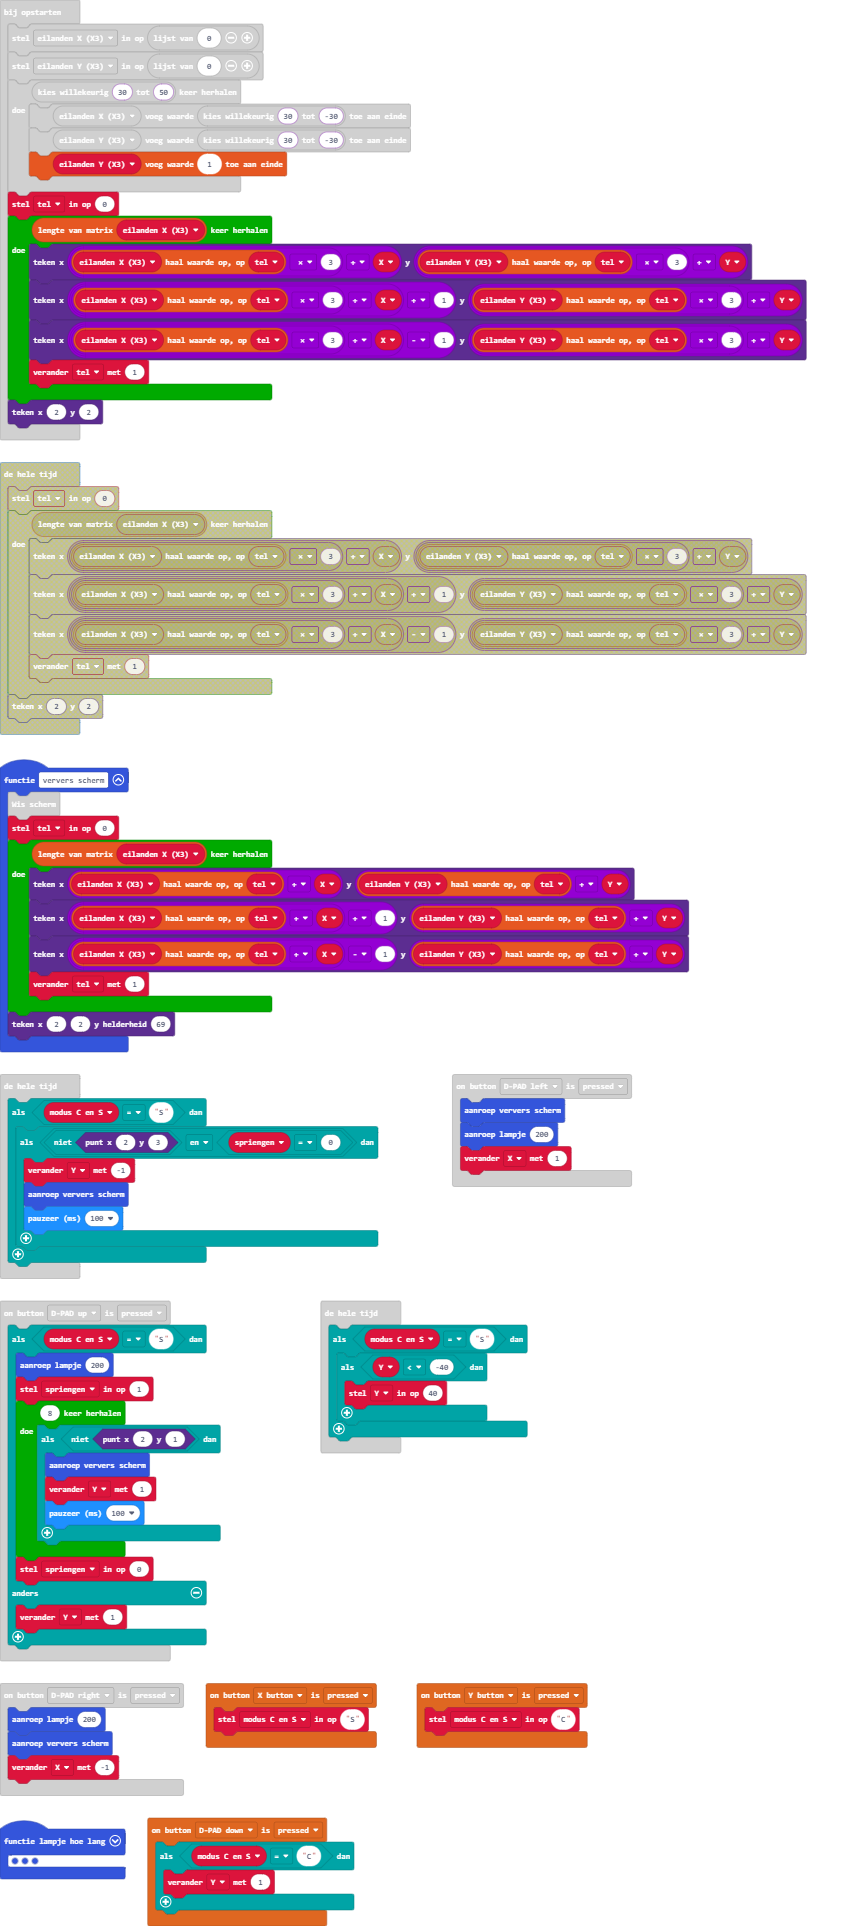 bij opstarten
stel eilanden X (X3) in op lijst van 0
stel eilanden Y (X3) in op lijst van 0
kies willekeurig 30 tot 50 keer herhalen
doe
eilanden X (X3) voeg waarde kies willekeurig 30 tot -30 toe aan einde
eilanden Y (X3) voeg waarde kies willekeurig 30 tot -30 toe aan einde
eilanden Y (X3) voeg waarde 1 toe aan einde
stel tel in op 0
lengte van matrix eilanden X (X3) keer herhalen
doe
teken x eilanden X (X3) haal waarde op, op tel × 3 + X y eilanden Y (X3) haal waarde op, op tel × 3 + Y
teken x eilanden X (X3) haal waarde op, op tel × 3 + X + 1 y eilanden Y (X3) haal waarde op, op tel × 3 + Y
teken x eilanden X (X3) haal waarde op, op tel × 3 + X - 1 y eilanden Y (X3) haal waarde op, op tel × 3 + Y
verander tel met 1
teken x 2 y 2
de hele tijd
stel tel in op 0
lengte van matrix eilanden X (X3) keer herhalen
doe
teken x eilanden X (X3) haal waarde op, op tel × 3 + X y eilanden Y (X3) haal waarde op, op tel × 3 + Y
teken x eilanden X (X3) haal waarde op, op tel × 3 + X + 1 y eilanden Y (X3) haal waarde op, op tel × 3 + Y
teken x eilanden X (X3) haal waarde op, op tel × 3 + X - 1 y eilanden Y (X3) haal waarde op, op tel × 3 + Y
verander tel met 1
teken x 2 y 2
functie ververs scherm
Wis scherm
stel tel in op 0
lengte van matrix eilanden X (X3) keer herhalen
doe
teken x eilanden X (X3) haal waarde op, op tel + X y eilanden Y (X3) haal waarde op, op tel + Y
teken x eilanden X (X3) haal waarde op, op tel + X + 1 y eilanden Y (X3) haal waarde op, op tel + Y
teken x eilanden X (X3) haal waarde op, op tel + X - 1 y eilanden Y (X3) haal waarde op, op tel + Y
verander tel met 1
teken x 2 2 y helderheid 69
de hele tijd
als modus C en S = "S" dan
als niet punt x 2 y 3 en spriengen = 0 dan
verander Y met -1
aanroep ververs scherm
pauzeer (ms) 100
on button D-PAD left is pressed
aanroep ververs scherm
aanroep lampje 200
verander X met 1
on button D-PAD up is pressed
als modus C en S = "S" dan
aanroep lampje 200
stel spriengen in op 1
8 keer herhalen
doe
als niet punt x 2 y 1 dan
aanroep ververs scherm
verander Y met 1
pauzeer (ms) 100
stel spriengen in op 0
anders
verander Y met 1
de hele tijd
als modus C en S = "S" dan
als Y < -40 dan
stel Y in op 40
on button D-PAD right is pressed
aanroep lampje 200
aanroep ververs scherm
verander X met -1
on button X button is pressed
stel modus C en S in op "S"
on button Y button is pressed
stel modus C en S in op "C"
functie lampje hoe lang
on button D-PAD down is pressed
als modus C en S = "C" dan
verander Y met 1